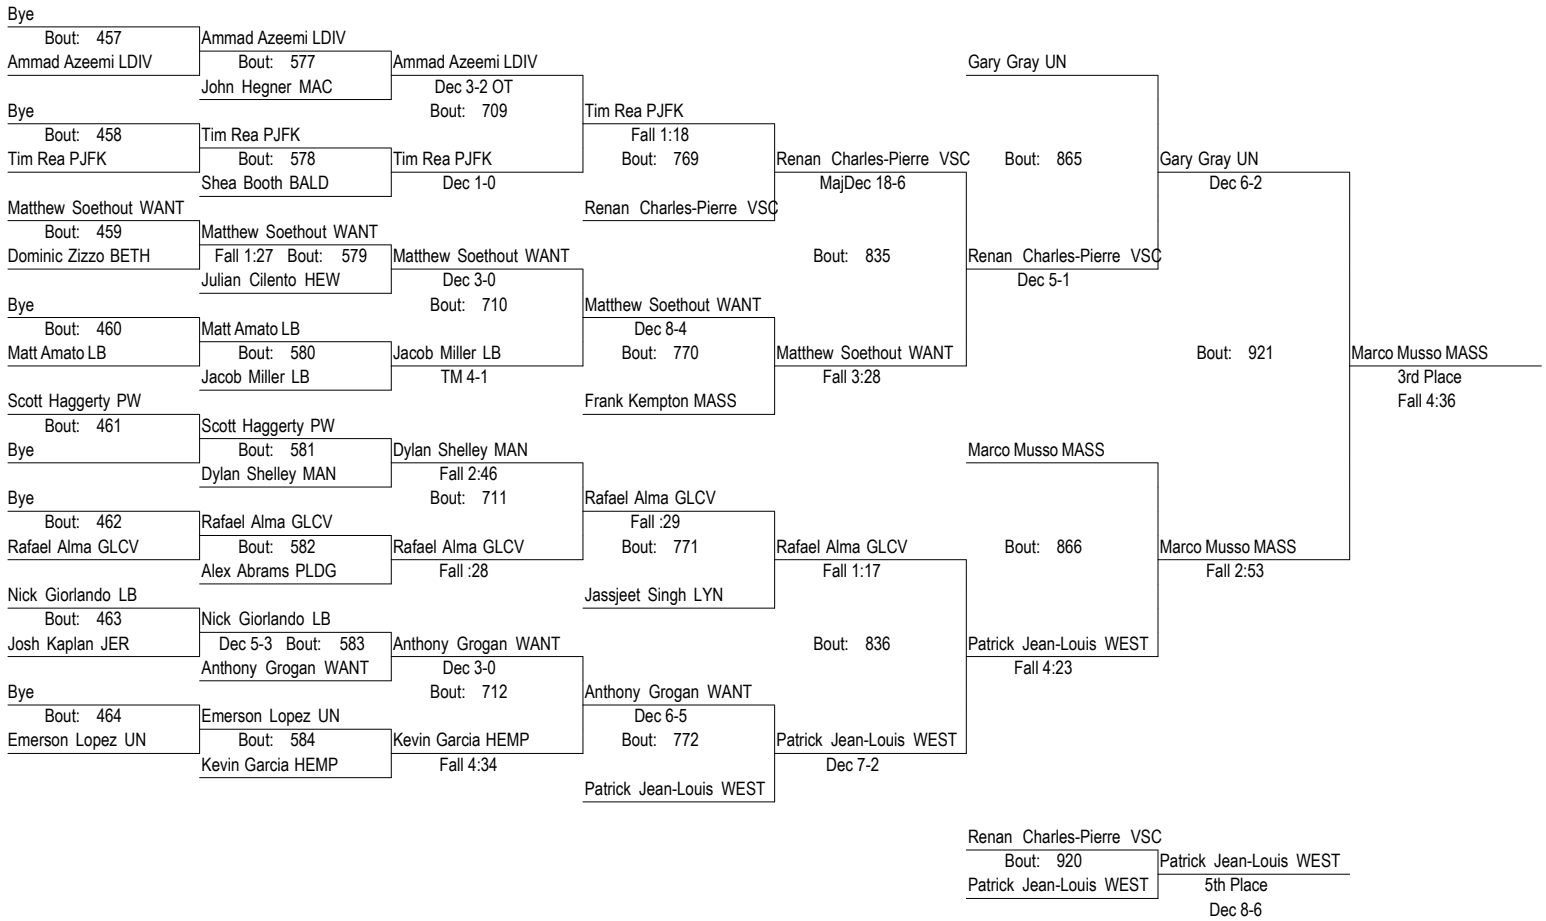 Bye
Bout: 457
Ammad Azeemi LDIV
Bye
Bout: 458
Tim Rea PJFK
Matthew Soethout WANT
Bout: 459
Dominic Zizzo BETH
Bye
Bout: 460
Matt Amato LB
Scott Haggerty PW
Bout: 461
Bye
Bye
Bout: 462
Rafael Alma GLCV
Nick Giorlando LB
Bout: 463
Josh Kaplan JER
Bye
Bout: 464
Emerson Lopez UN
Ammad Azeemi LDIV
Bout: 577
John Hegner MAC
Tim Rea PJFK
Bout: 578
Shea Booth BALD
Matthew Soethout WANT
Fall 1:27 Bout: 579
Julian Cilento HEW
Matt Amato LB
Bout: 580
Jacob Miller LB
Scott Haggerty PW
Bout: 581
Dylan Shelley MAN
Rafael Alma GLCV
Bout: 582
Alex Abrams PLDG
Nick Giorlando LB
Dec 5-3 Bout: 583
Anthony Grogan WANT
Emerson Lopez UN
Bout: 584
Kevin Garcia HEMP
Ammad Azeemi LDIV
Dec 3-2 OT
Bout: 709
Tim Rea PJFK
Dec 1-0
Matthew Soethout WANT
Dec 3-0
Bout: 710
Jacob Miller LB
TM 4-1
Dylan Shelley MAN
Fall 2:46
Bout: 711
Rafael Alma GLCV
Fall :28
Anthony Grogan WANT
Dec 3-0
Bout: 712
Kevin Garcia HEMP
Fall 4:34
Tim Rea PJFK
Fall 1:18
Bout: 769
Renan Charles-Pierre VSC
Matthew Soethout WANT
Dec 8-4
Bout: 770
Frank Kempton MASS
Rafael Alma GLCV
Fall :29
Bout: 771
Jassjeet Singh LYN
Anthony Grogan WANT
Dec 6-5
Bout: 772
Patrick Jean-Louis WEST
Renan Charles-Pierre VSC
MajDec 18-6
Bout: 835
Matthew Soethout WANT
Fall 3:28
Rafael Alma GLCV
Fall 1:17
Bout: 836
Patrick Jean-Louis WEST
Dec 7-2
Gary Gray UN
Bout: 865
Renan Charles-Pierre VSC
Dec 5-1
Marco Musso MASS
Bout: 866
Patrick Jean-Louis WEST
Fall 4:23
Gary Gray UN
Dec 6-2
Bout: 921
Marco Musso MASS
Fall 2:53
Marco Musso MASS
3rd Place
Fall 4:36
Renan Charles-Pierre VSC
Bout: 920
Patrick Jean-Louis WEST
Patrick Jean-Louis WEST
5th Place
Dec 8-6